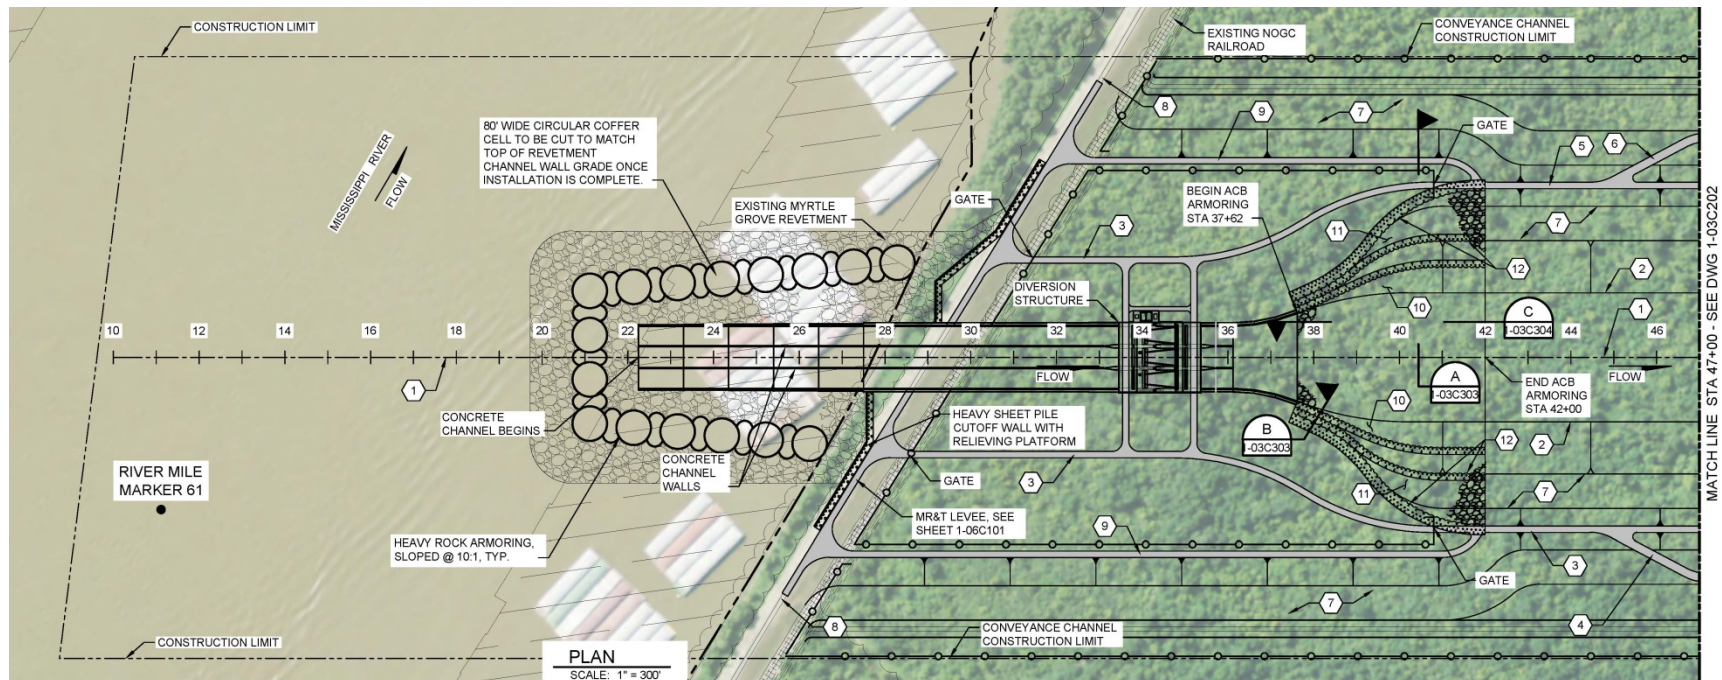 CONSTRUCTION LIMIT
EXISTING NOGC
RAILROAD
CONVEYANCE CHANNEL
CONSTRUCTION LIMIT
8
9
7
GATE
5
6
80' WIDE CIRCULAR COFFER
CELL TO BE CUT TO MATCH
TOP OF REVETMENT
CHANNEL WALL GRADE ONCE
INSTALLATION IS COMPLETE.
MISSISSIPPI RIVER
FLOW
EXISTING MYRTLE
GROVE REVETMENT
GATE
3
BEGIN ACB
ARMORING
STA 37+62
11
7
12
2
DIVERSION
STRUCTURE
10
C
1-03C304
1
10
12
14
16
18
20
22
24
26
28
30
32
34
36
38
40
42
44
46
1
FLOW
FLOW
A
1-03C303
END ACB
ARMORING
STA 42+00
CONCRETE
CHANNEL BEGINS
CONCRETE
CHANNEL
WALLS
HEAVY SHEET PILE
CUTOFF WALL WITH
RELIEVING PLATFORM
B
1-03C303
10
12
2
RIVER MILE
MARKER 61
GATE
3
11
7
HEAVY ROCK ARMORING,
SLOPED @ 10:1, TYP.
MR&T LEVEE, SEE
SHEET 1-06C101
9
GATE
3
7
4
8
CONSTRUCTION LIMIT
CONVEYANCE CHANNEL
CONSTRUCTION LIMIT
PLAN
SCALE: 1" = 300'
MATCH LINE STA 47+00 - SEE DWG 1-03C202